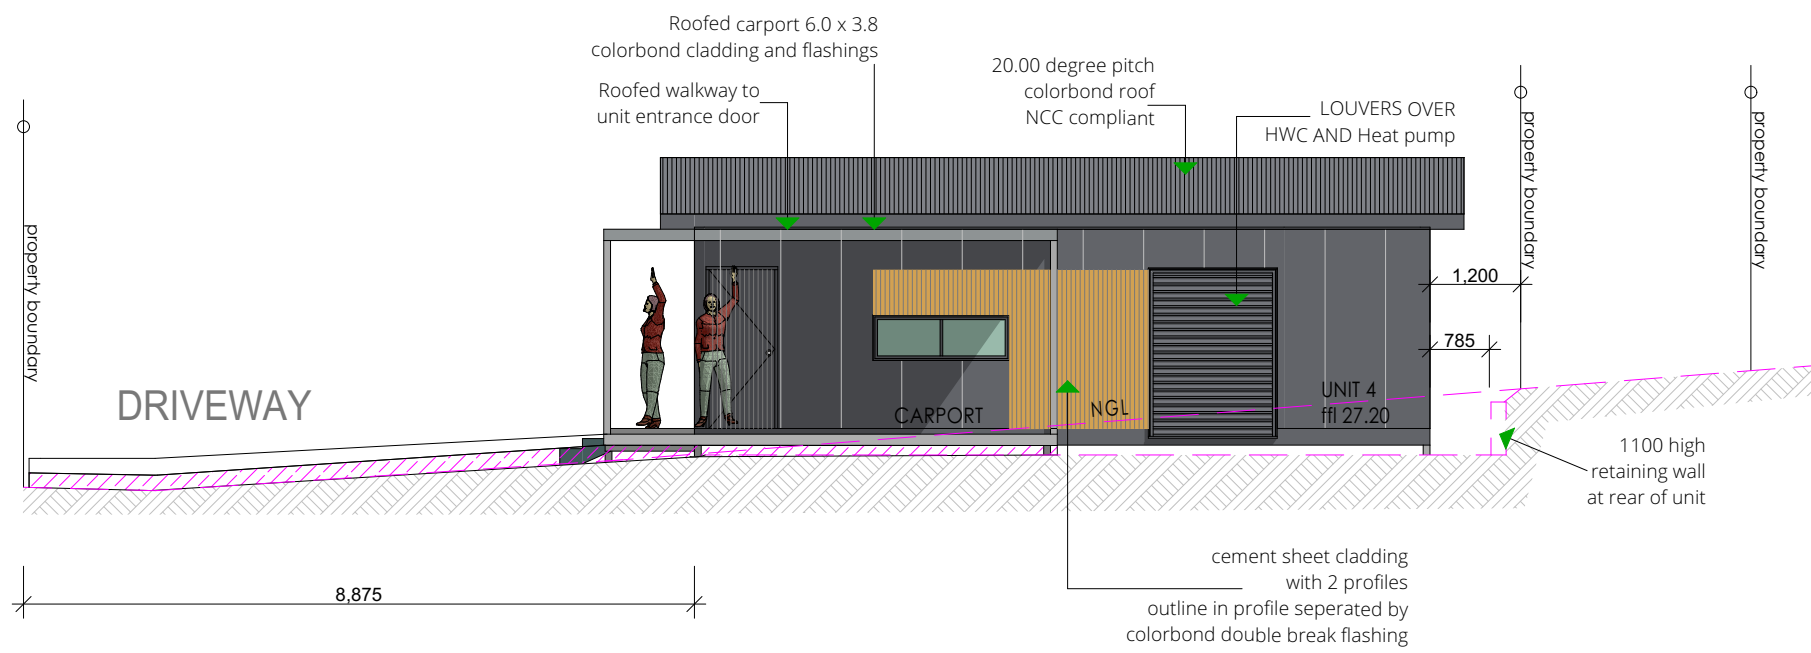 Roofed carport 6.0 x 3.8
colorbond cladding and flashings
Roofed walkway to
unit entrance door
20.00 degree pitch
colorbond roof
NCC compliant
LOUVERS OVER
HWC AND Heat pump
property boundary
property boundary
property boundary
1,200
785
DRIVEWAY
CARPORT
NGL
UNIT 4
ffl 27.20
1100 high
retaining wall
at rear of unit
8,875
cement sheet cladding
with 2 profiles
outline in profile seperated by
colorbond double break flashing